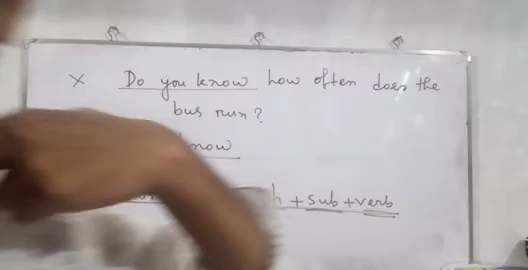 × Do you know how often does the
bus run?
know
+ sub + verb